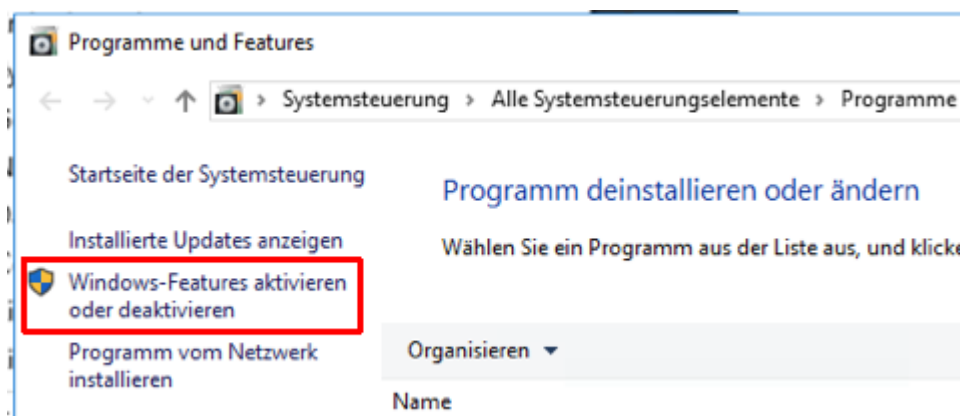 Programme und Features
Systemsteuerung > Alle Systemsteuerungselemente > Programme
Startseite der Systemsteuerung
Programm deinstallieren oder ändern
Installierte Updates anzeigen
Wählen Sie ein Programm aus der Liste aus, und klicke
Windows-Features aktivieren
oder deaktivieren
Programm vom Netzwerk
installieren
Organisieren
Name